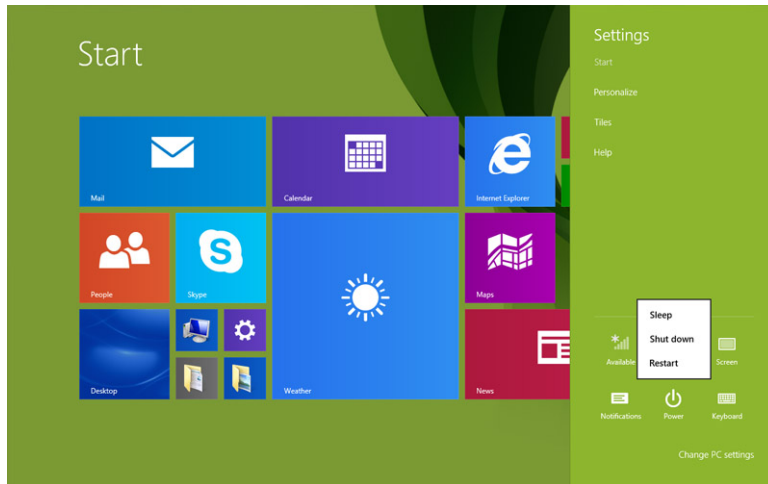 Start
Mail
Calendar
Internet Explorer
People
Skype
Maps
Desktop
Weather
News
Settings
Start
Personalize
Tiles
Help
Sleep
Shut down
Restart
Available
Screen
Notifications
Power
Keyboard
Change PC settings